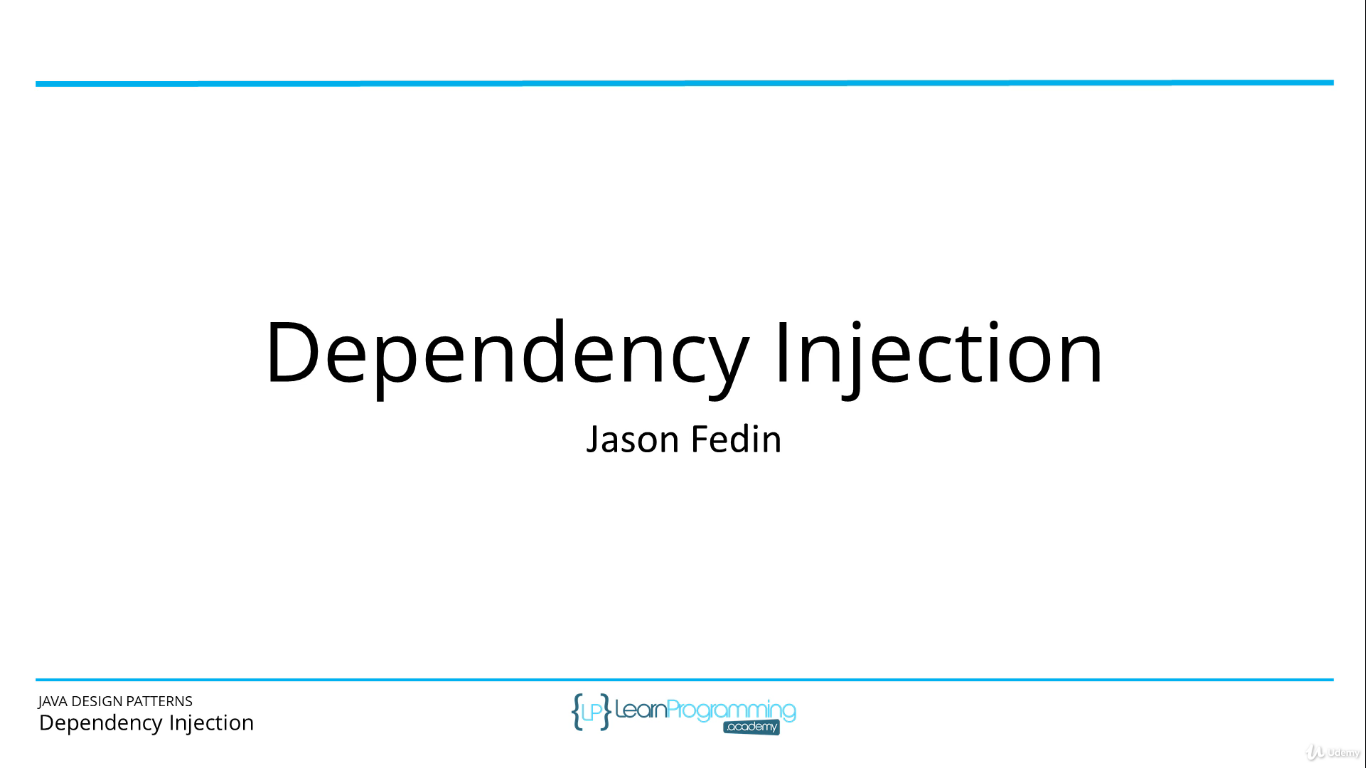 Dependency Injection
Jason Fedin
JAVA DESIGN PATTERNS
Dependency Injection
{LP} LearnProgramming
.academy
Udemy